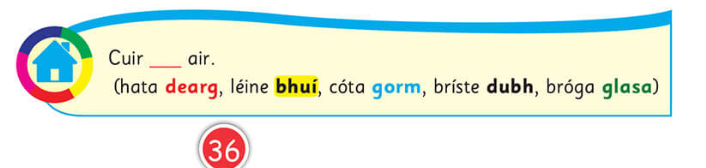 Cuir ___ air.
(hata dearg, léine bhuí, cóta gorm, bríste dubh, bróga glasa)
36